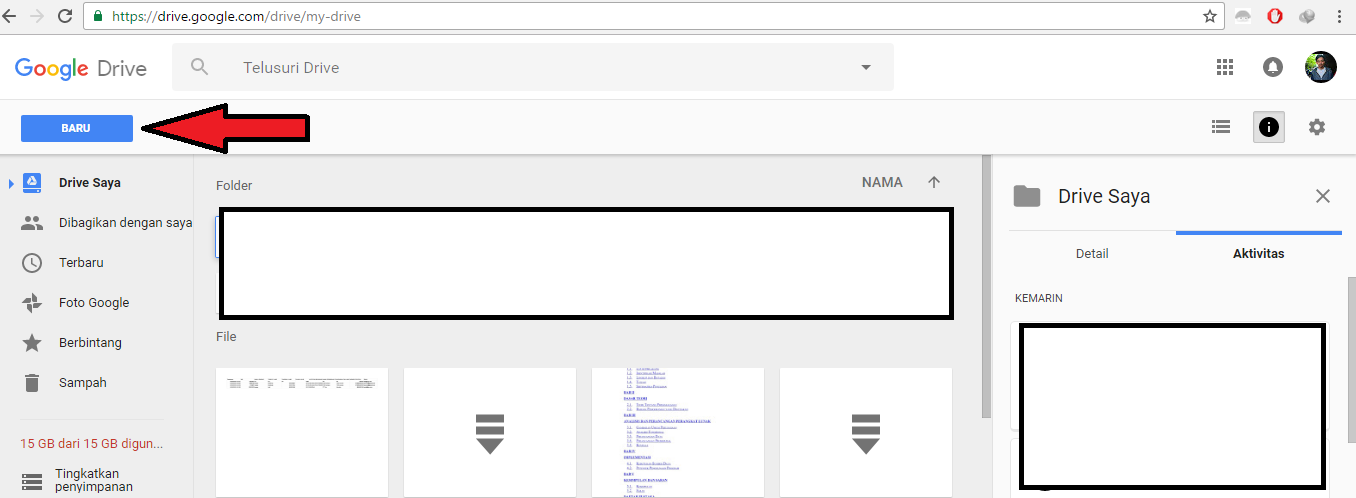 https://drive.google.com/drive/my-drive
Google Drive
Telusuri Drive
BARU
Drive Saya
Dibagikan dengan saya
Terbaru
Foto Google
Berbintang
Sampah
15 GB dari 15 GB digun...
Tingkatkan
penyimpanan
Folder
NAMA
File
Drive Saya
Detail
Aktivitas
KEMARIN